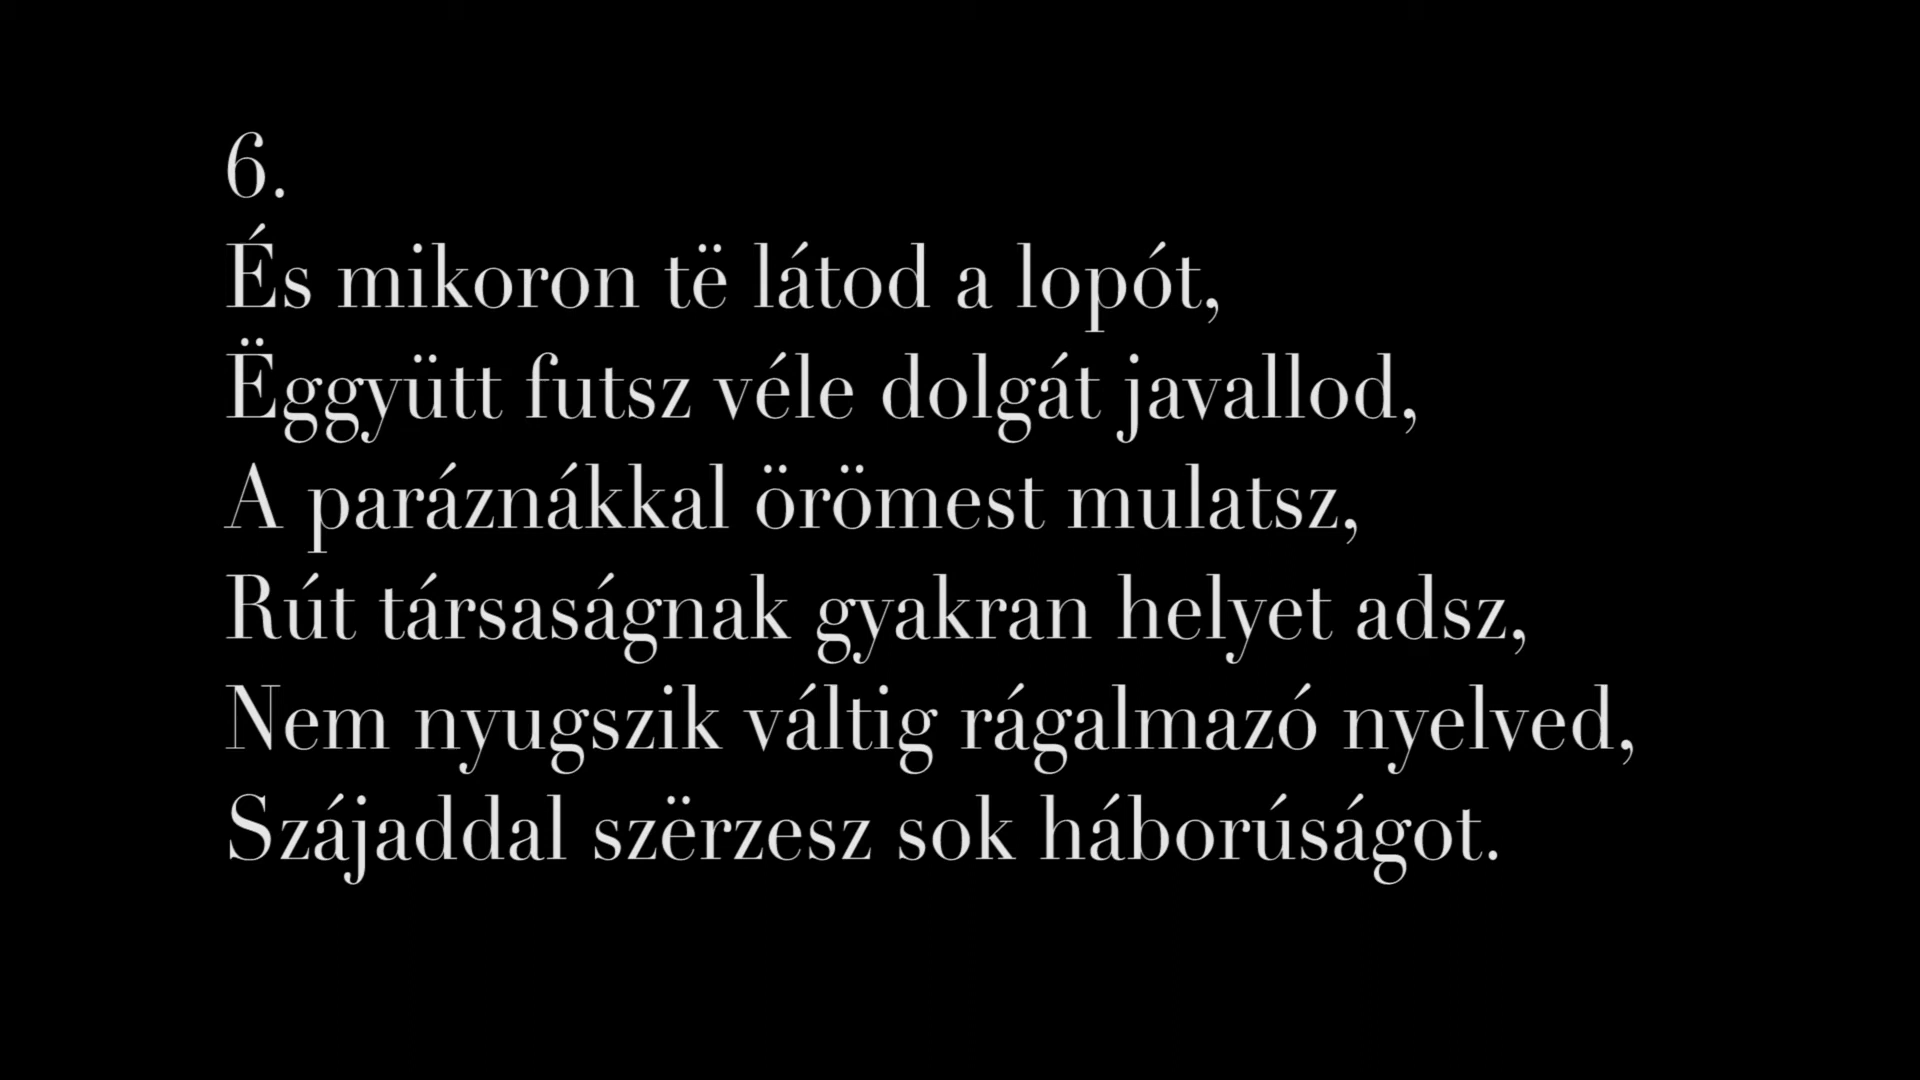 6.
És mikoron të látod a lopót,
Ëggyütt futsz véle dolgát javallod,
A paráznákkal örömest mulatsz,
Rút társaságnak gyakran helyet adsz,
Nem nyugszik váltig rágalmazó nyelved,
Szájaddal szërzesz sok háborúságot.